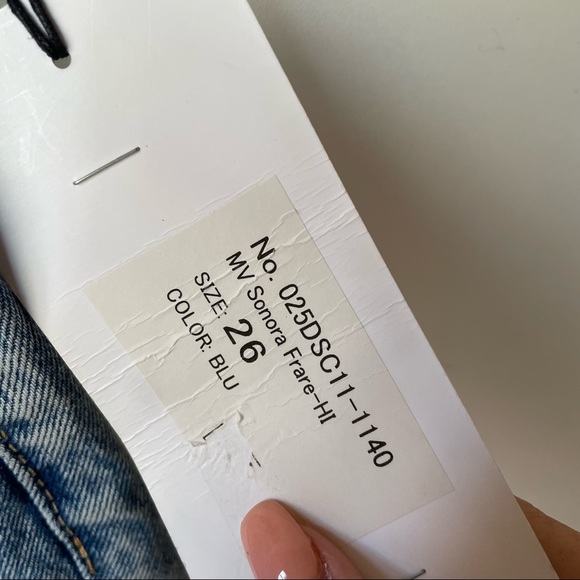 No. 025DSC11-1140
MV Sonora Frare-HI
SIZE: 26
COLOR: BLU